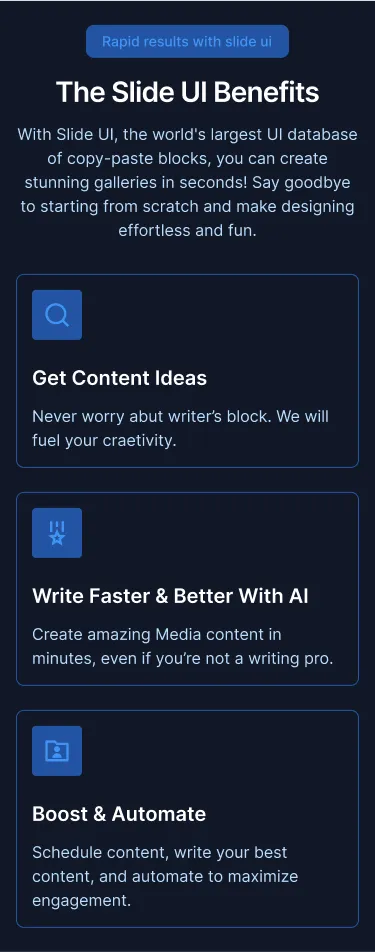 Rapid results with slide ui
The Slide UI Benefits
With Slide UI, the world's largest UI database
of copy-paste blocks, you can create
stunning galleries in seconds! Say goodbye
to starting from scratch and make designing
effortless and fun.
Get Content Ideas
Never worry abut writer’s block. We will
fuel your craetivity.
Write Faster & Better With AI
Create amazing Media content in
minutes, even if you’re not a writing pro.
Boost & Automate
Schedule content, write your best
content, and automate to maximize
engagement.